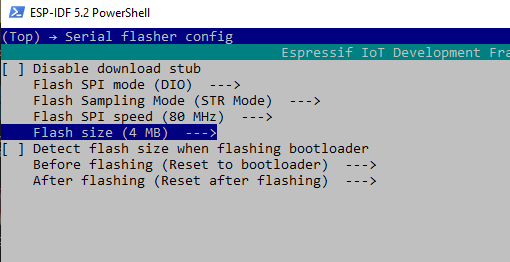 ESP-IDF 5.2 PowerShell
(Top) → Serial flasher config
Espressif IoT Development Fra
[ ] Disable download stub
Flash SPI mode (DIO)  --->
Flash Sampling Mode (STR Mode)  --->
Flash SPI speed (80 MHz)  --->
Flash size (4 MB)  --->
[ ] Detect flash size when flashing bootloader
Before flashing (Reset to bootloader)  --->
After flashing (Reset after flashing)  --->